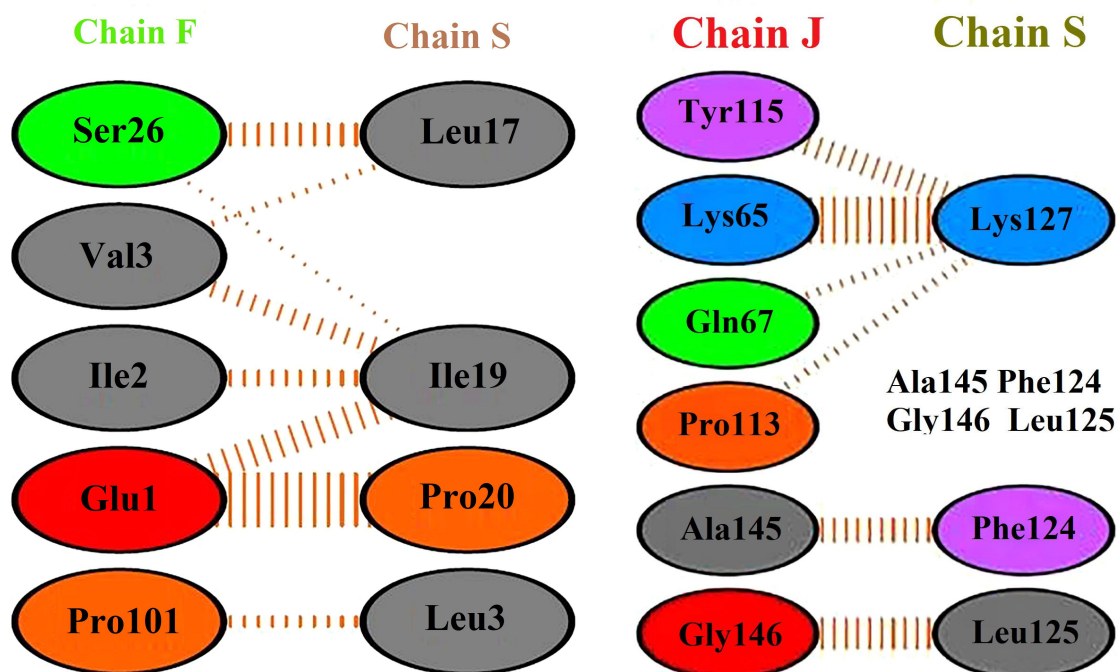 Chain F
Chain S
Ser26
Leu17
Val3
Ile2
Ile19
Glu1
Pro20
Pro101
Leu3
Chain J
Chain S
Tyr115
Lys65
Lys127
Gln67
Pro113
Ala145 Phe124
Gly146 Leu125
Ala145
Phe124
Gly146
Leu125